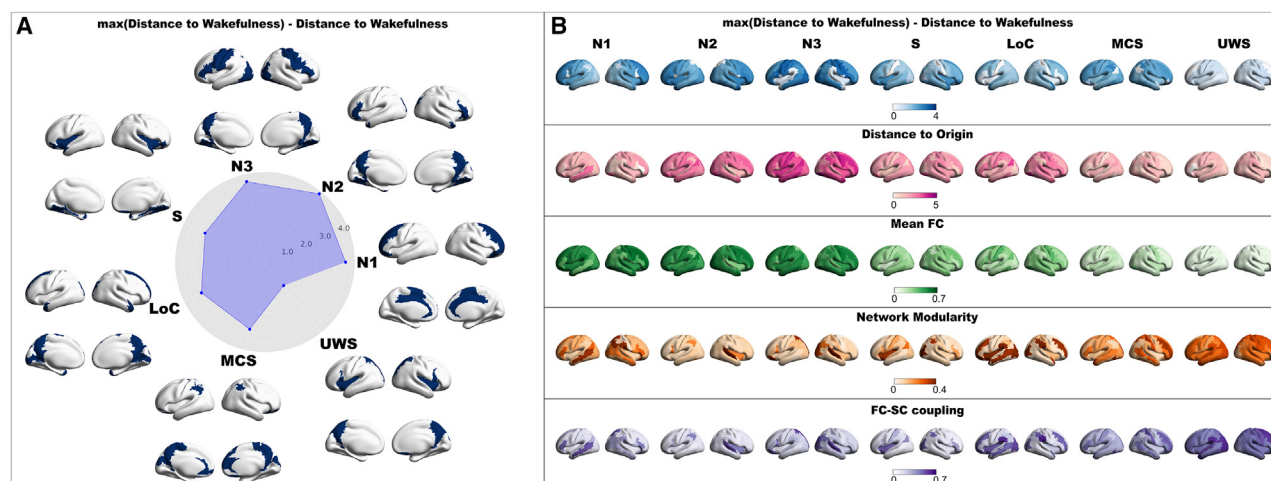 A
max(Distance to Wakefulness) - Distance to Wakefulness
N3
N2
S
4.0
3.0
2.0
1.0
N1
LoC
MCS
UWS
B
max(Distance to Wakefulness) - Distance to Wakefulness
N1 N2 N3 S LoC MCS UWS
0 4
Distance to Origin
0 5
Mean FC
0 0.7
Network Modularity
0 0.4
FC-SC coupling
0 0.7